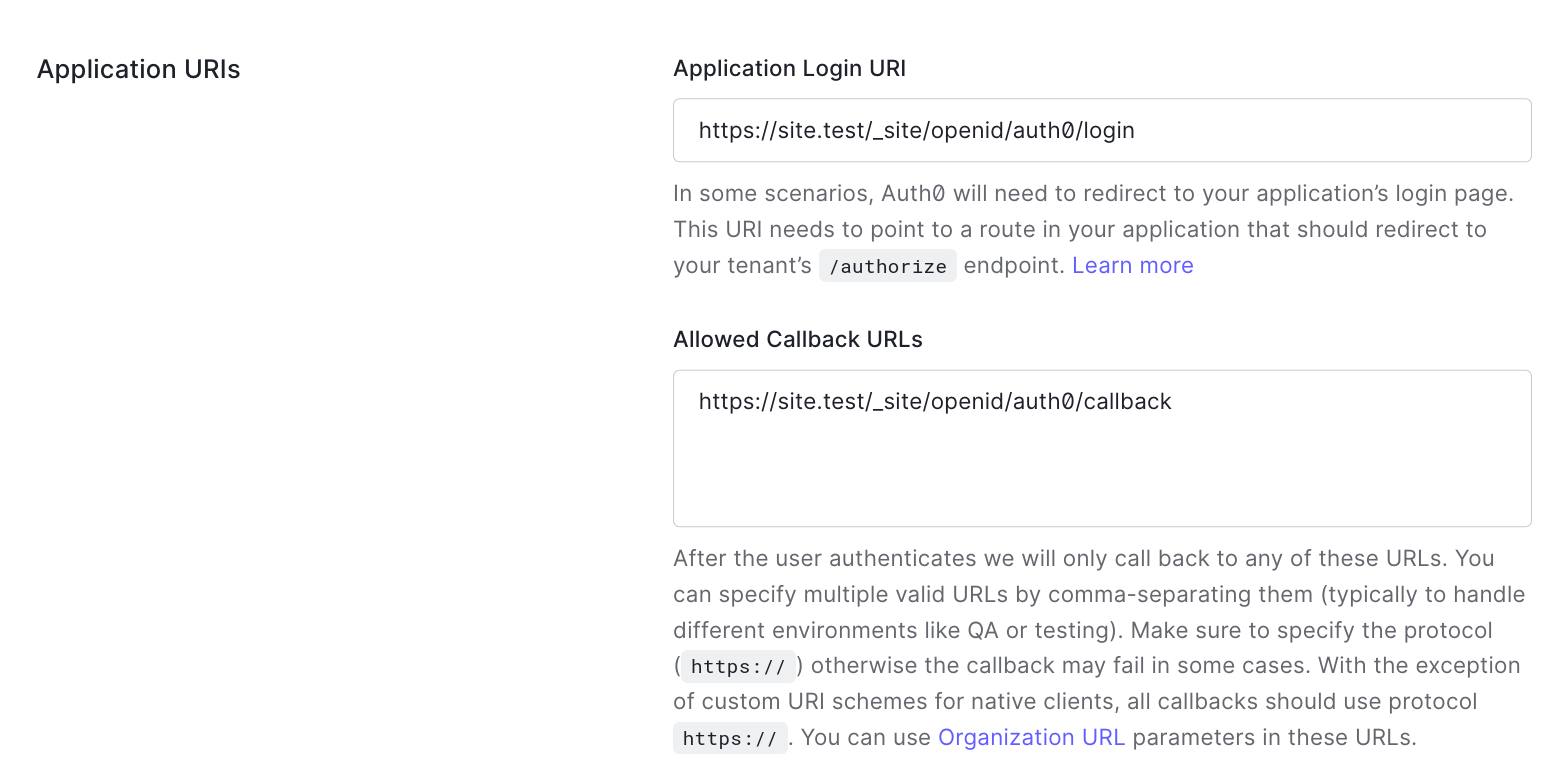 Application URIs
Application Login URI
https://site.test/_site/openid/auth0/login
In some scenarios, Auth0 will need to redirect to your application’s login page.
This URI needs to point to a route in your application that should redirect to
your tenant’s /authorize endpoint. Learn more
Allowed Callback URLs
https://site.test/_site/openid/auth0/callback
After the user authenticates we will only call back to any of these URLs. You
can specify multiple valid URLs by comma-separating them (typically to handle
different environments like QA or testing). Make sure to specify the protocol
(https://) otherwise the callback may fail in some cases. With the exception
of custom URI schemes for native clients, all callbacks should use protocol
https://. You can use Organization URL parameters in these URLs.